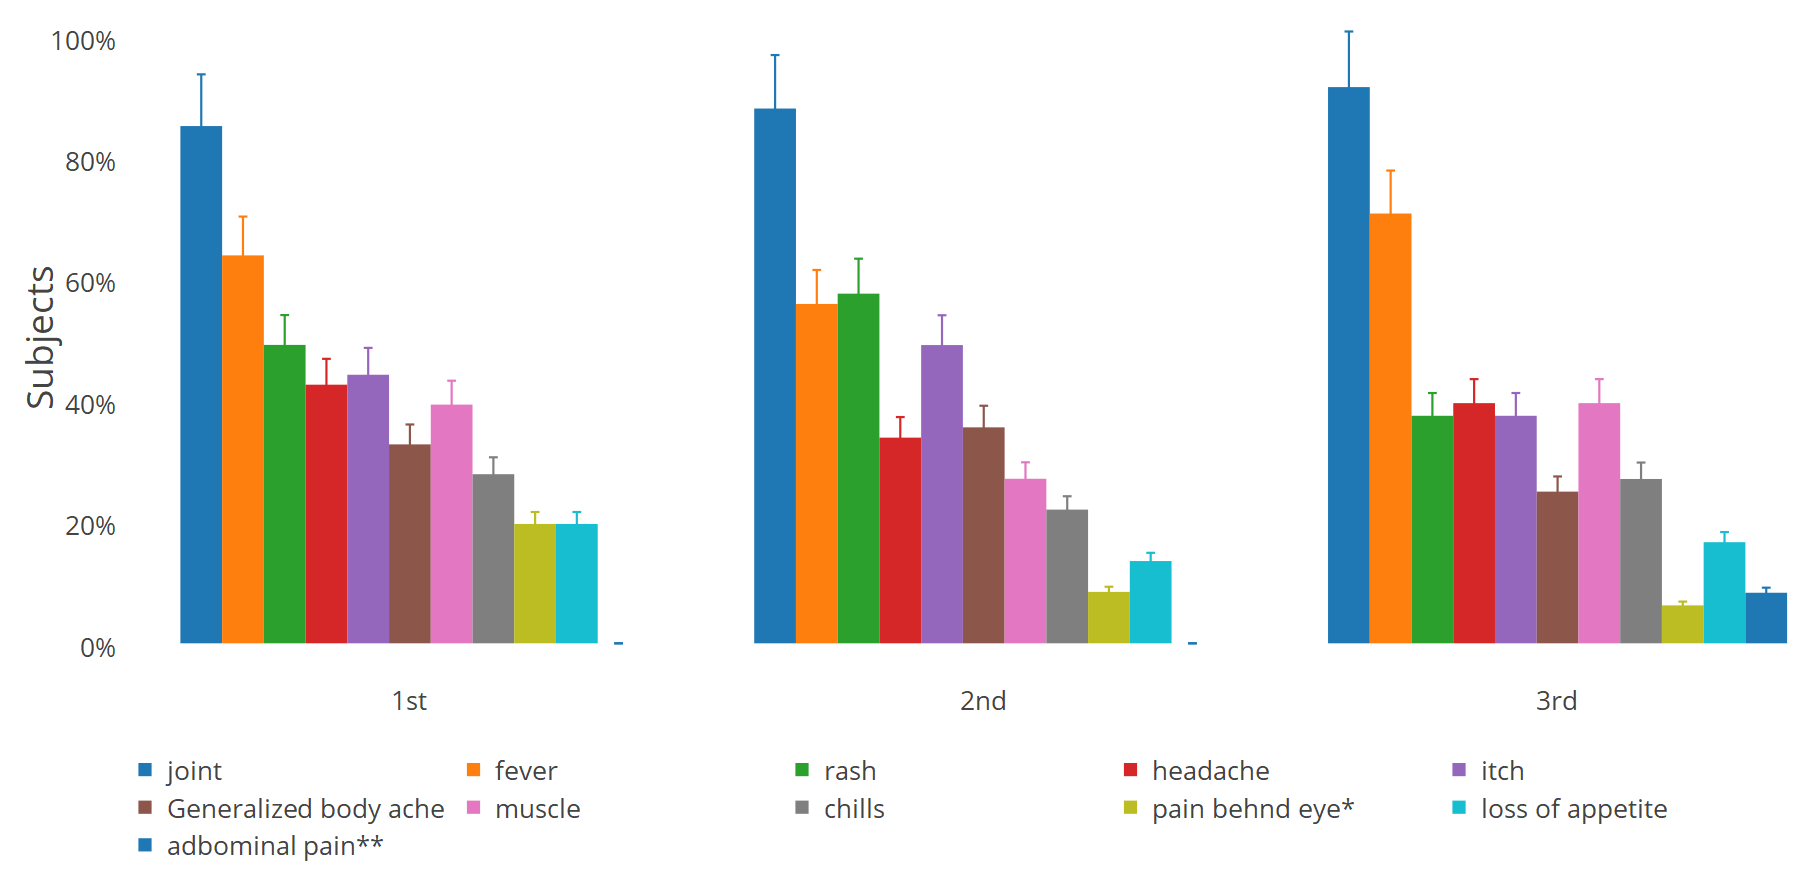 100%
80%
60%
40%
20%
0%
Subjects
1st 2nd 3rd
joint fever rash headache itch
Generalized body ache muscle chills pain behnd eye* loss of appetite
adbominal pain**